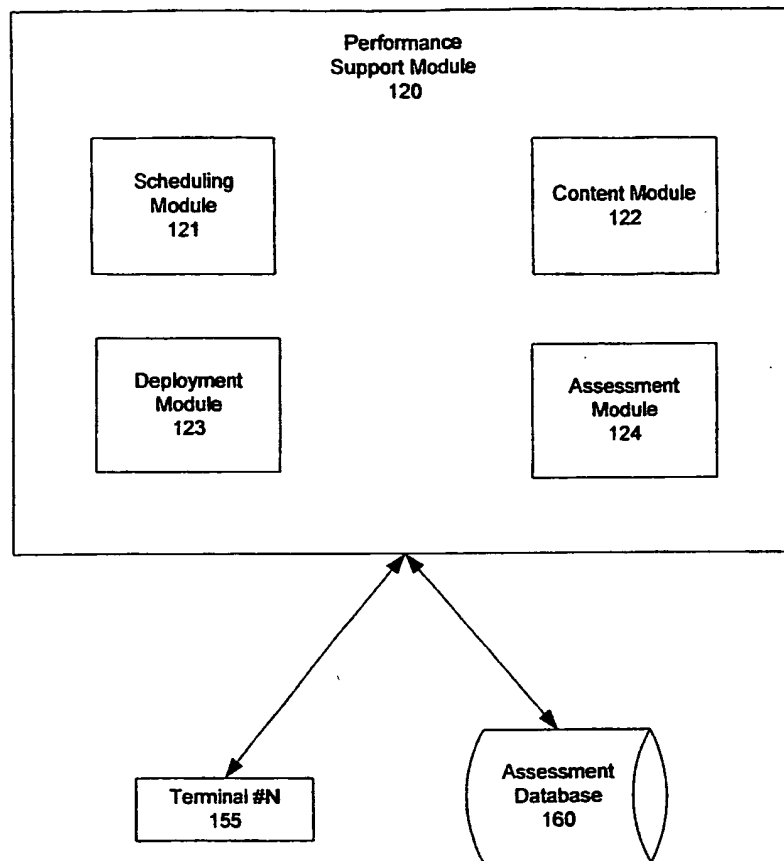 Performance
Support Module
120
Scheduling
Module
121
Content Module
122
Deployment
Module
123
Assessment
Module
124
Terminal #N
155
Assessment
Database
160